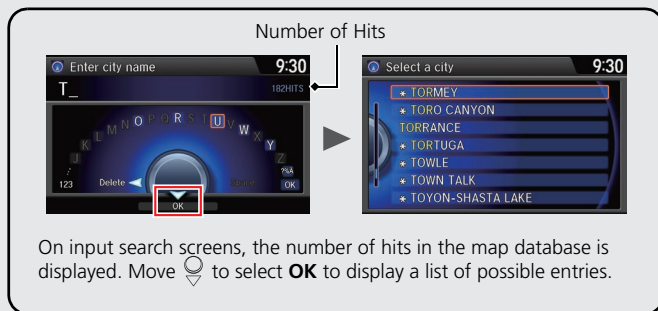 Number of Hits
Enter city name 9:30
T_ 182HITS
J K L M N O P Q R S T U V W X Y Z
123 Delete Space ?%Å OK
OK
Select a city 9:30
* TORMEY
* TORO CANYON
TORRANCE
* TORTUGA
* TOWLE
* TOWN TALK
* TOYON-SHASTA LAKE
On input search screens, the number of hits in the map database is
displayed. Move to select OK to display a list of possible entries.